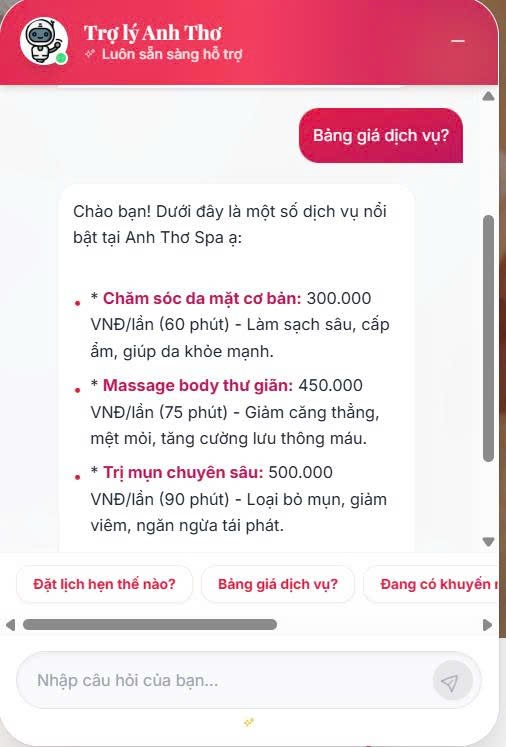 Trợ lý Anh Thơ
Luôn sẵn sàng hỗ trợ
Bảng giá dịch vụ?
Chào bạn! Dưới đây là một số dịch vụ nổi
bật tại Anh Thơ Spa ạ:
* Chăm sóc da mặt cơ bản: 300.000
VNĐ/lần (60 phút) - Làm sạch sâu, cấp
ẩm, giúp da khỏe mạnh.
* Massage body thư giãn: 450.000
VNĐ/lần (75 phút) - Giảm căng thẳng,
mệt mỏi, tăng cường lưu thông máu.
* Trị mụn chuyên sâu: 500.000
VNĐ/lần (90 phút) - Loại bỏ mụn, giảm
viêm, ngăn ngừa tái phát.
Đặt lịch hẹn thế nào?
Bảng giá dịch vụ?
Đang có khuyến
Nhập câu hỏi của bạn...